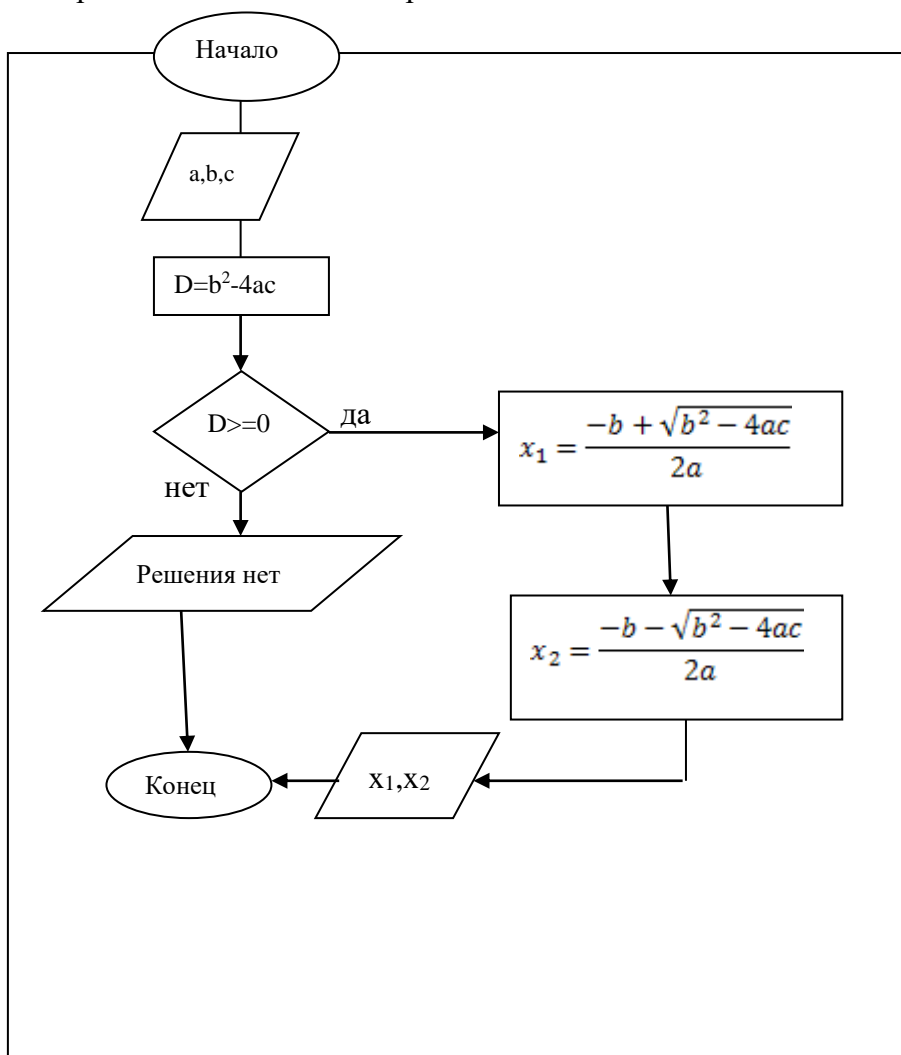 Начало
a,b,c
D=b²-4ac
D>=0
да
нет
x₁ = (-b + √(b² - 4ac)) / 2a
Решения нет
x₂ = (-b - √(b² - 4ac)) / 2a
x₁,x₂
Конец